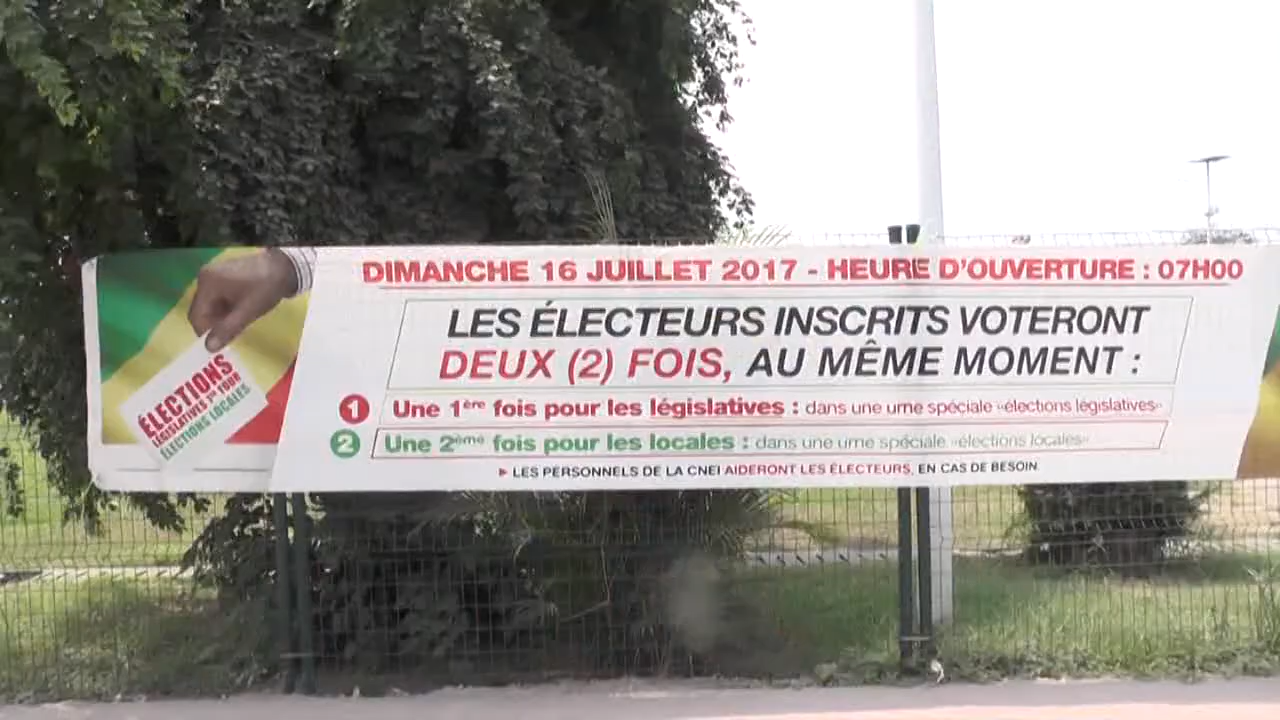 DIMANCHE 16 JUILLET 2017 - HEURE D'OUVERTURE : 07H00
LES ÉLECTEURS INSCRITS VOTERONT
DEUX (2) FOIS, AU MÊME MOMENT :
1 Une 1ère fois pour les législatives : dans une urne spéciale «élections législatives»
2 Une 2ème fois pour les locales : dans une urne spéciale «élections locales»
► LES PERSONNELS DE LA CNEI AIDERONT LES ÉLECTEURS, EN CAS DE BESOIN
ÉLECTIONS
LÉGISLATIVES 1er TOUR
ÉLECTIONS LOCALES